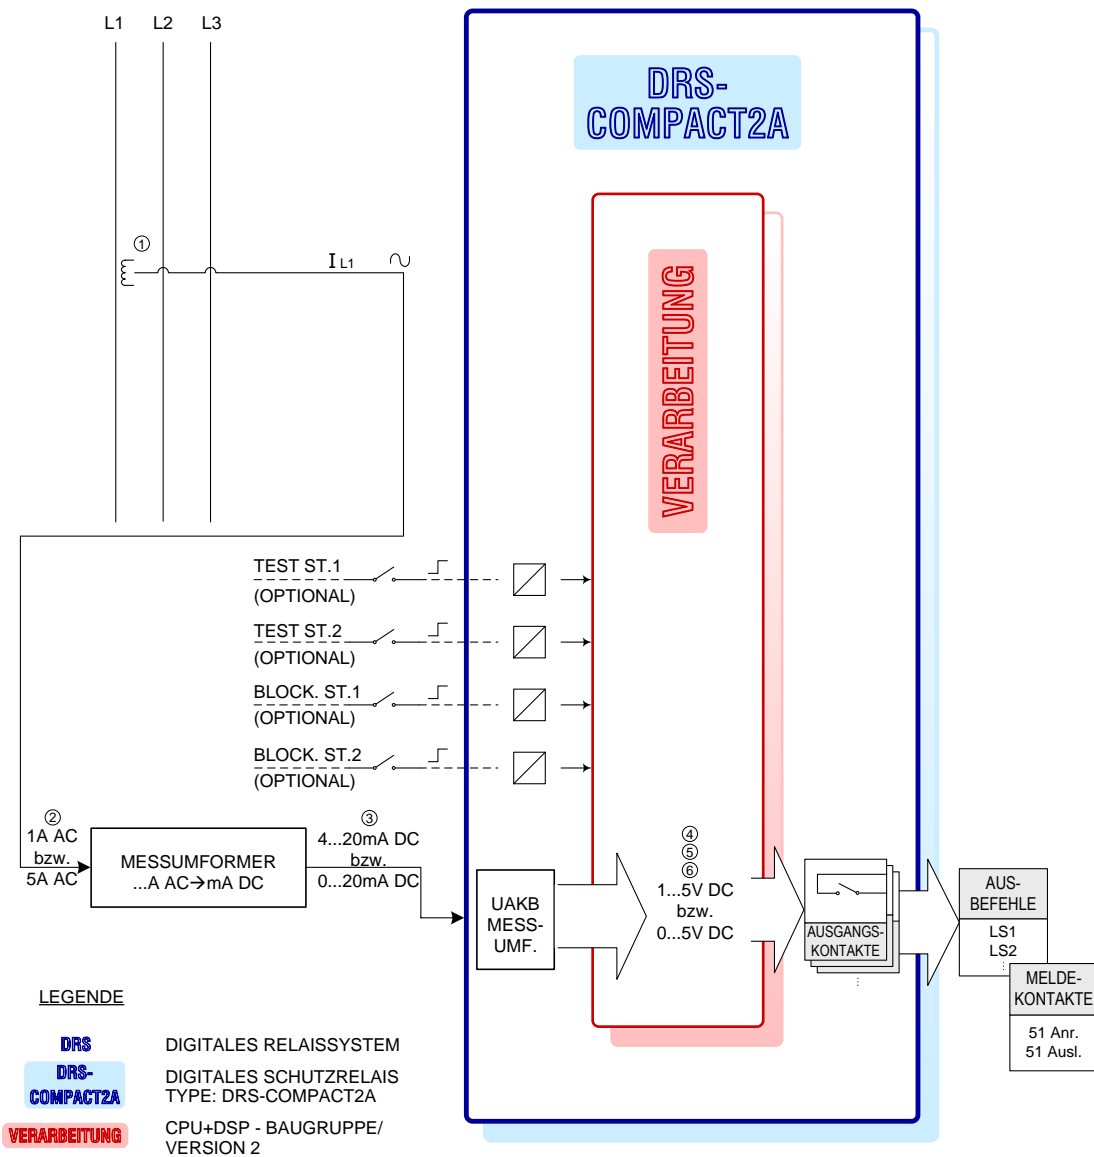 L1 L2 L3
DRS-
COMPACT2A
①
I L1
VERARBEITUNG
TEST ST.1
(OPTIONAL)
TEST ST.2
(OPTIONAL)
BLOCK. ST.1
(OPTIONAL)
BLOCK. ST.2
(OPTIONAL)
②
1A AC
bzw.
5A AC
MESSUMFORMER
...A AC→mA DC
③
4...20mA DC
bzw.
0...20mA DC
UAKB
MESS-
UMF.
④
⑤
⑥
1...5V DC
bzw.
0...5V DC
AUSGANGS-
KONTAKTE
AUS-
BEFEHLE
LS1
LS2
MELDE-
KONTAKTE
51 Anr.
51 Ausl.
LEGENDE
DRS DIGITALES RELAISSYSTEM
DRS-
COMPACT2A
DIGITALES SCHUTZRELAIS
TYPE: DRS-COMPACT2A
VERARBEITUNG
CPU+DSP - BAUGRUPPE/
VERSION 2